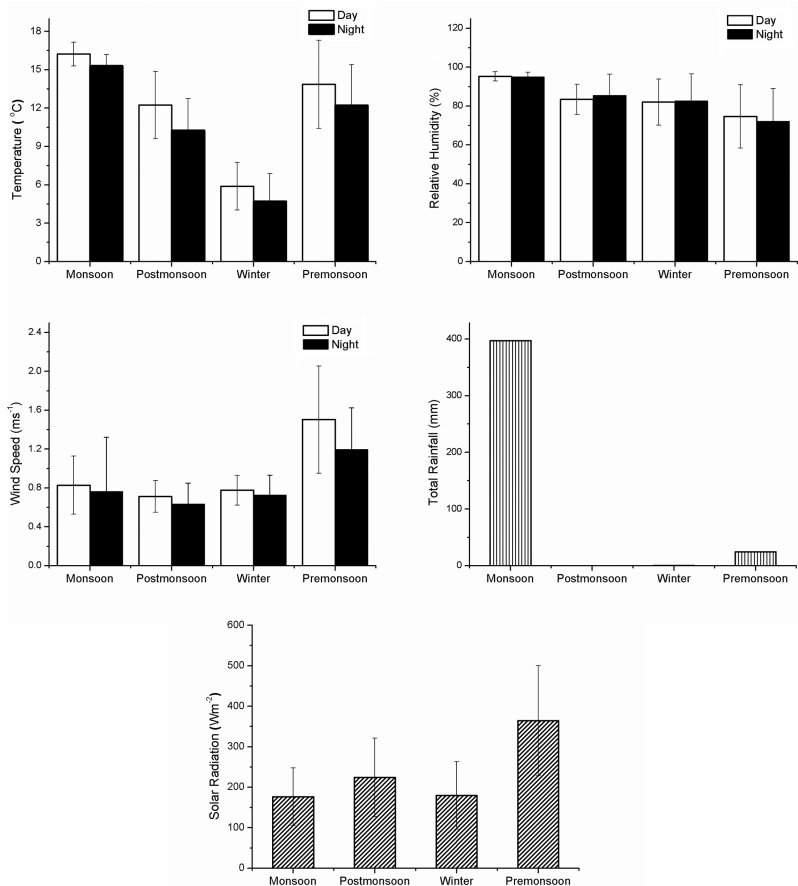 Day
Night
18
15
12
9
6
3
0
Temperature ( °C)
Monsoon Postmonsoon Winter Premonsoon
Day
Night
120
100
80
60
40
20
0
Relative Humidity (%)
Monsoon Postmonsoon Winter Premonsoon
Day
Night
2.4
2.0
1.6
1.2
0.8
0.4
0.0
Wind Speed (ms⁻¹)
Monsoon Postmonsoon Winter Premonsoon
400
300
200
100
0
Total Rainfall (mm)
Monsoon Postmonsoon Winter Premonsoon
600
500
400
300
200
100
0
Solar Radiation (Wm⁻²)
Monsoon Postmonsoon Winter Premonsoon